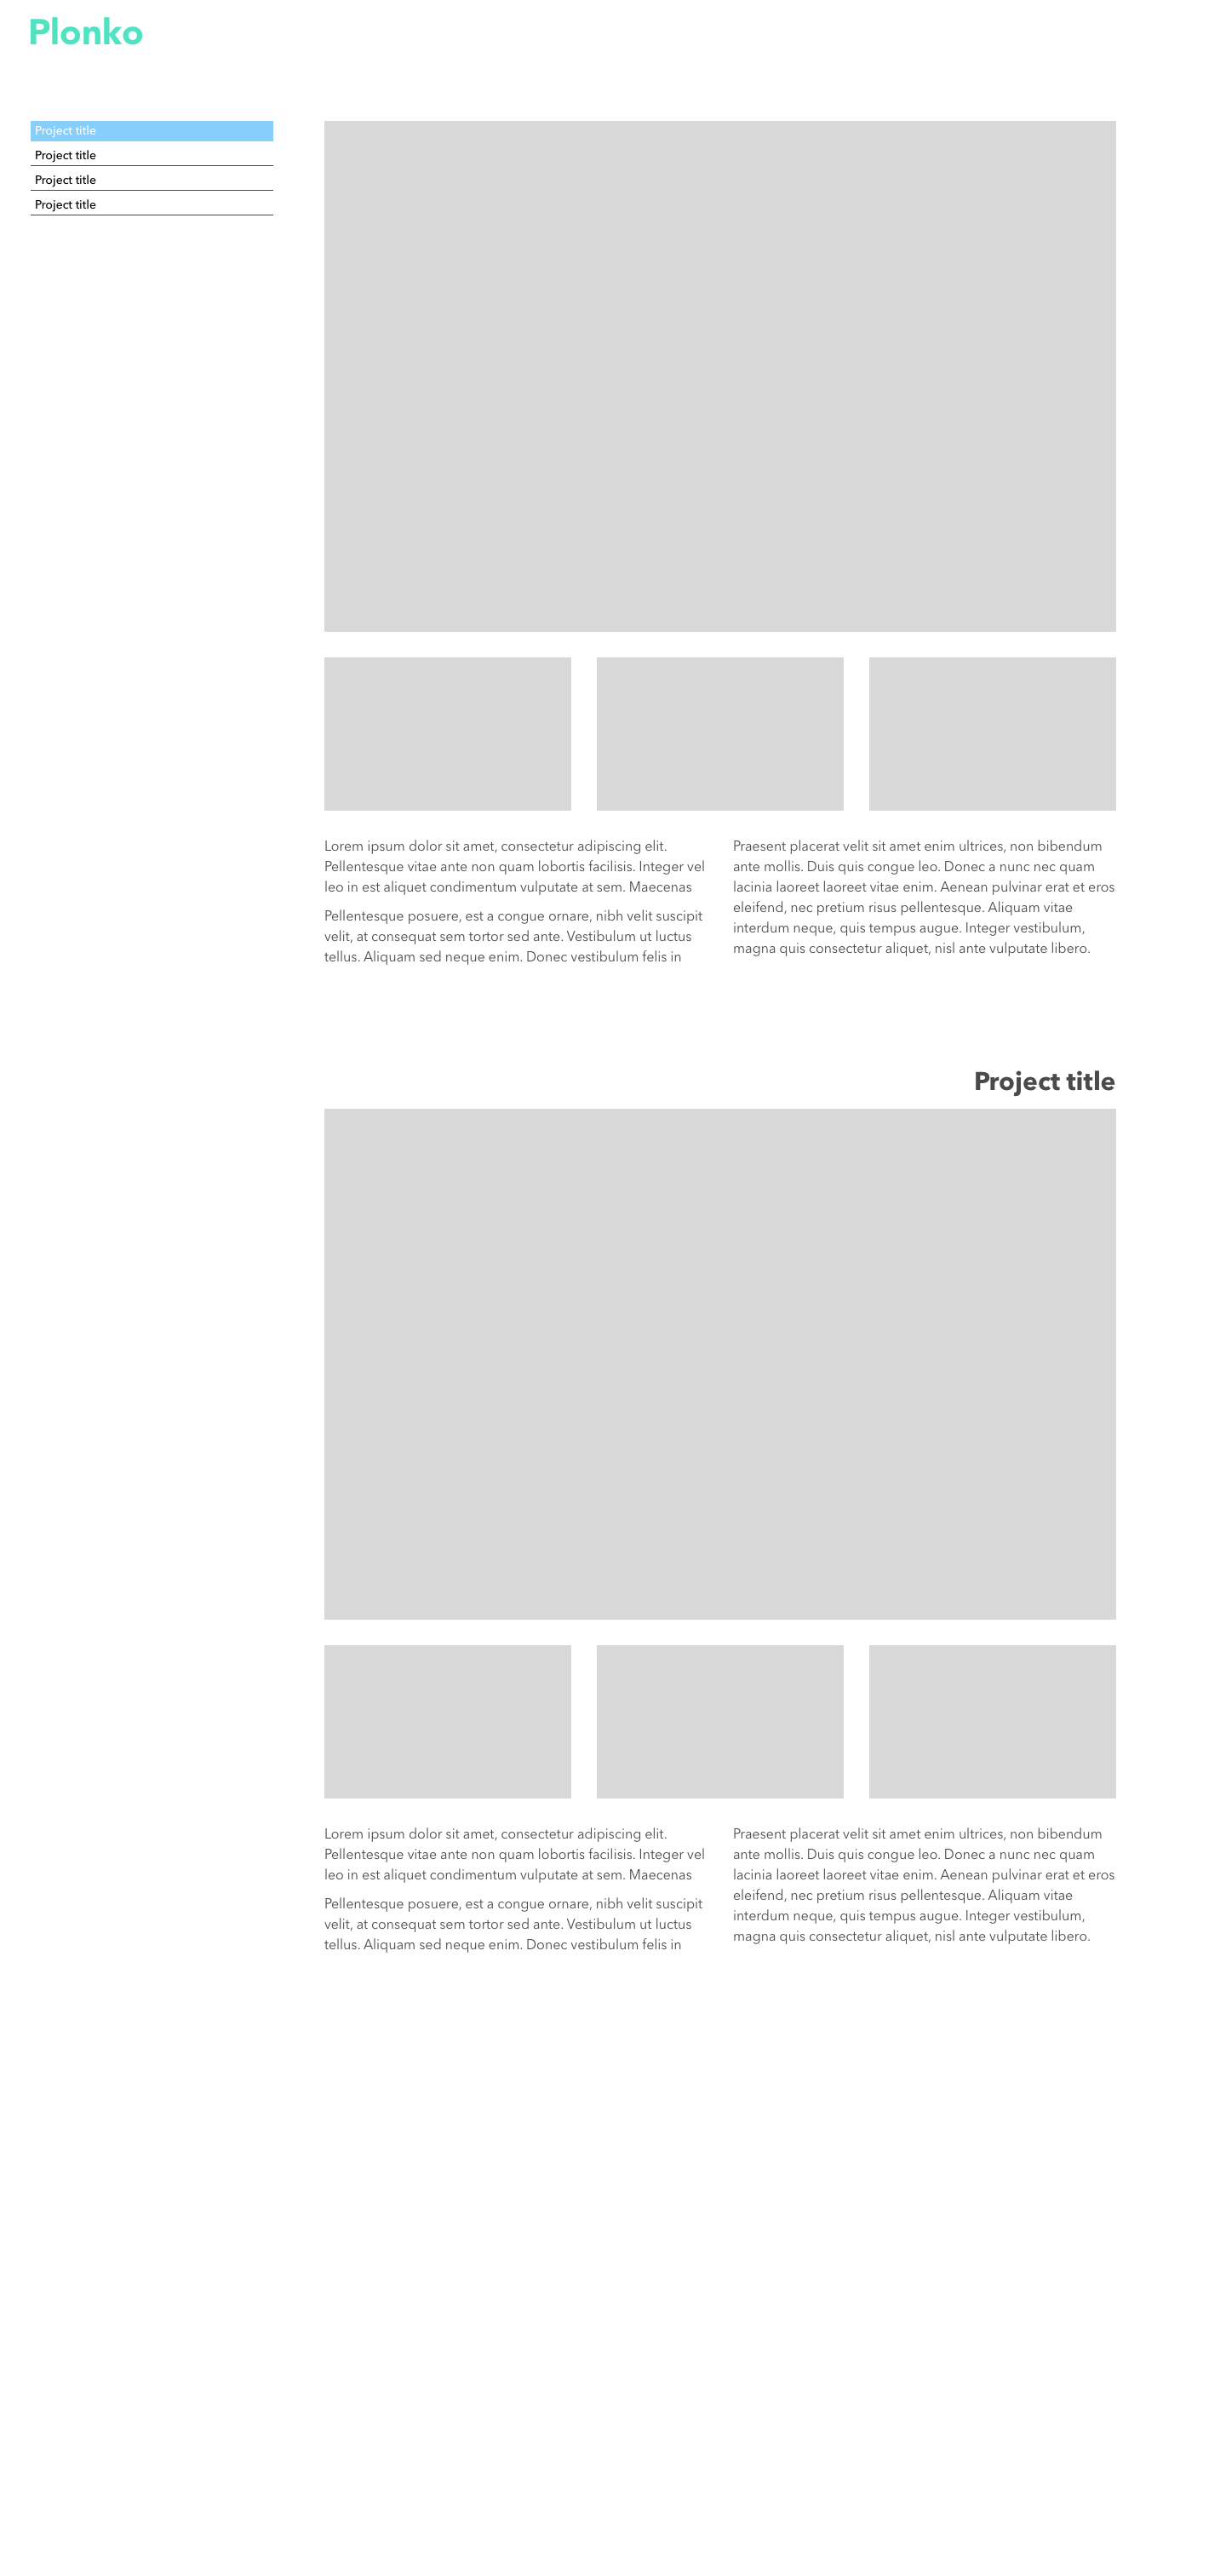 Plonko
Project title
Project title
Project title
Project title
Lorem ipsum dolor sit amet, consectetur adipiscing elit.
Pellentesque vitae ante non quam lobortis facilisis. Integer vel
leo in est aliquet condimentum vulputate at sem. Maecenas
Pellentesque posuere, est a congue ornare, nibh velit suscipit
velit, at consequat sem tortor sed ante. Vestibulum ut luctus
tellus. Aliquam sed neque enim. Donec vestibulum felis in
Praesent placerat velit sit amet enim ultrices, non bibendum
ante mollis. Duis quis congue leo. Donec a nunc nec quam
lacinia laoreet laoreet vitae enim. Aenean pulvinar erat et eros
eleifend, nec pretium risus pellentesque. Aliquam vitae
interdum neque, quis tempus augue. Integer vestibulum,
magna quis consectetur aliquet, nisl ante vulputate libero.
Project title
Lorem ipsum dolor sit amet, consectetur adipiscing elit.
Pellentesque vitae ante non quam lobortis facilisis. Integer vel
leo in est aliquet condimentum vulputate at sem. Maecenas
Pellentesque posuere, est a congue ornare, nibh velit suscipit
velit, at consequat sem tortor sed ante. Vestibulum ut luctus
tellus. Aliquam sed neque enim. Donec vestibulum felis in
Praesent placerat velit sit amet enim ultrices, non bibendum
ante mollis. Duis quis congue leo. Donec a nunc nec quam
lacinia laoreet laoreet vitae enim. Aenean pulvinar erat et eros
eleifend, nec pretium risus pellentesque. Aliquam vitae
interdum neque, quis tempus augue. Integer vestibulum,
magna quis consectetur aliquet, nisl ante vulputate libero.